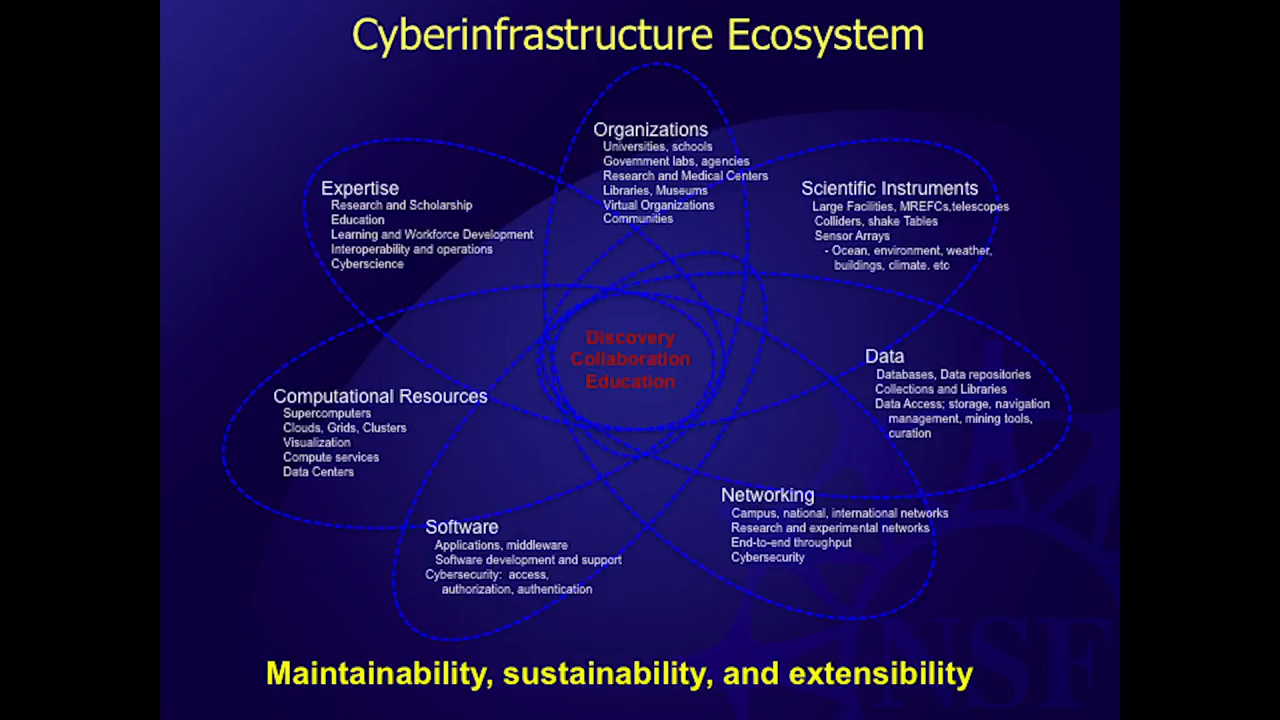 Cyberinfrastructure Ecosystem
Organizations
Universities, schools
Government labs, agencies
Research and Medical Centers
Libraries, Museums
Virtual Organizations
Communities
Expertise
Research and Scholarship
Education
Learning and Workforce Development
Interoperability and operations
Cyberscience
Scientific Instruments
Large Facilities, MREFCs,telescopes
Colliders, shake Tables
Sensor Arrays
- Ocean, environment, weather,
buildings, climate. etc
Discovery
Collaboration
Education
Data
Databases, Data repositories
Collections and Libraries
Data Access; storage, navigation
management, mining tools,
curation
Computational Resources
Supercomputers
Clouds, Grids, Clusters
Visualization
Compute services
Data Centers
Networking
Campus, national, international networks
Research and experimental networks
End-to-end throughput
Cybersecurity
Software
Applications, middleware
Software development and support
Cybersecurity: access,
authorization, authentication
Maintainability, sustainability, and extensibility
NSF